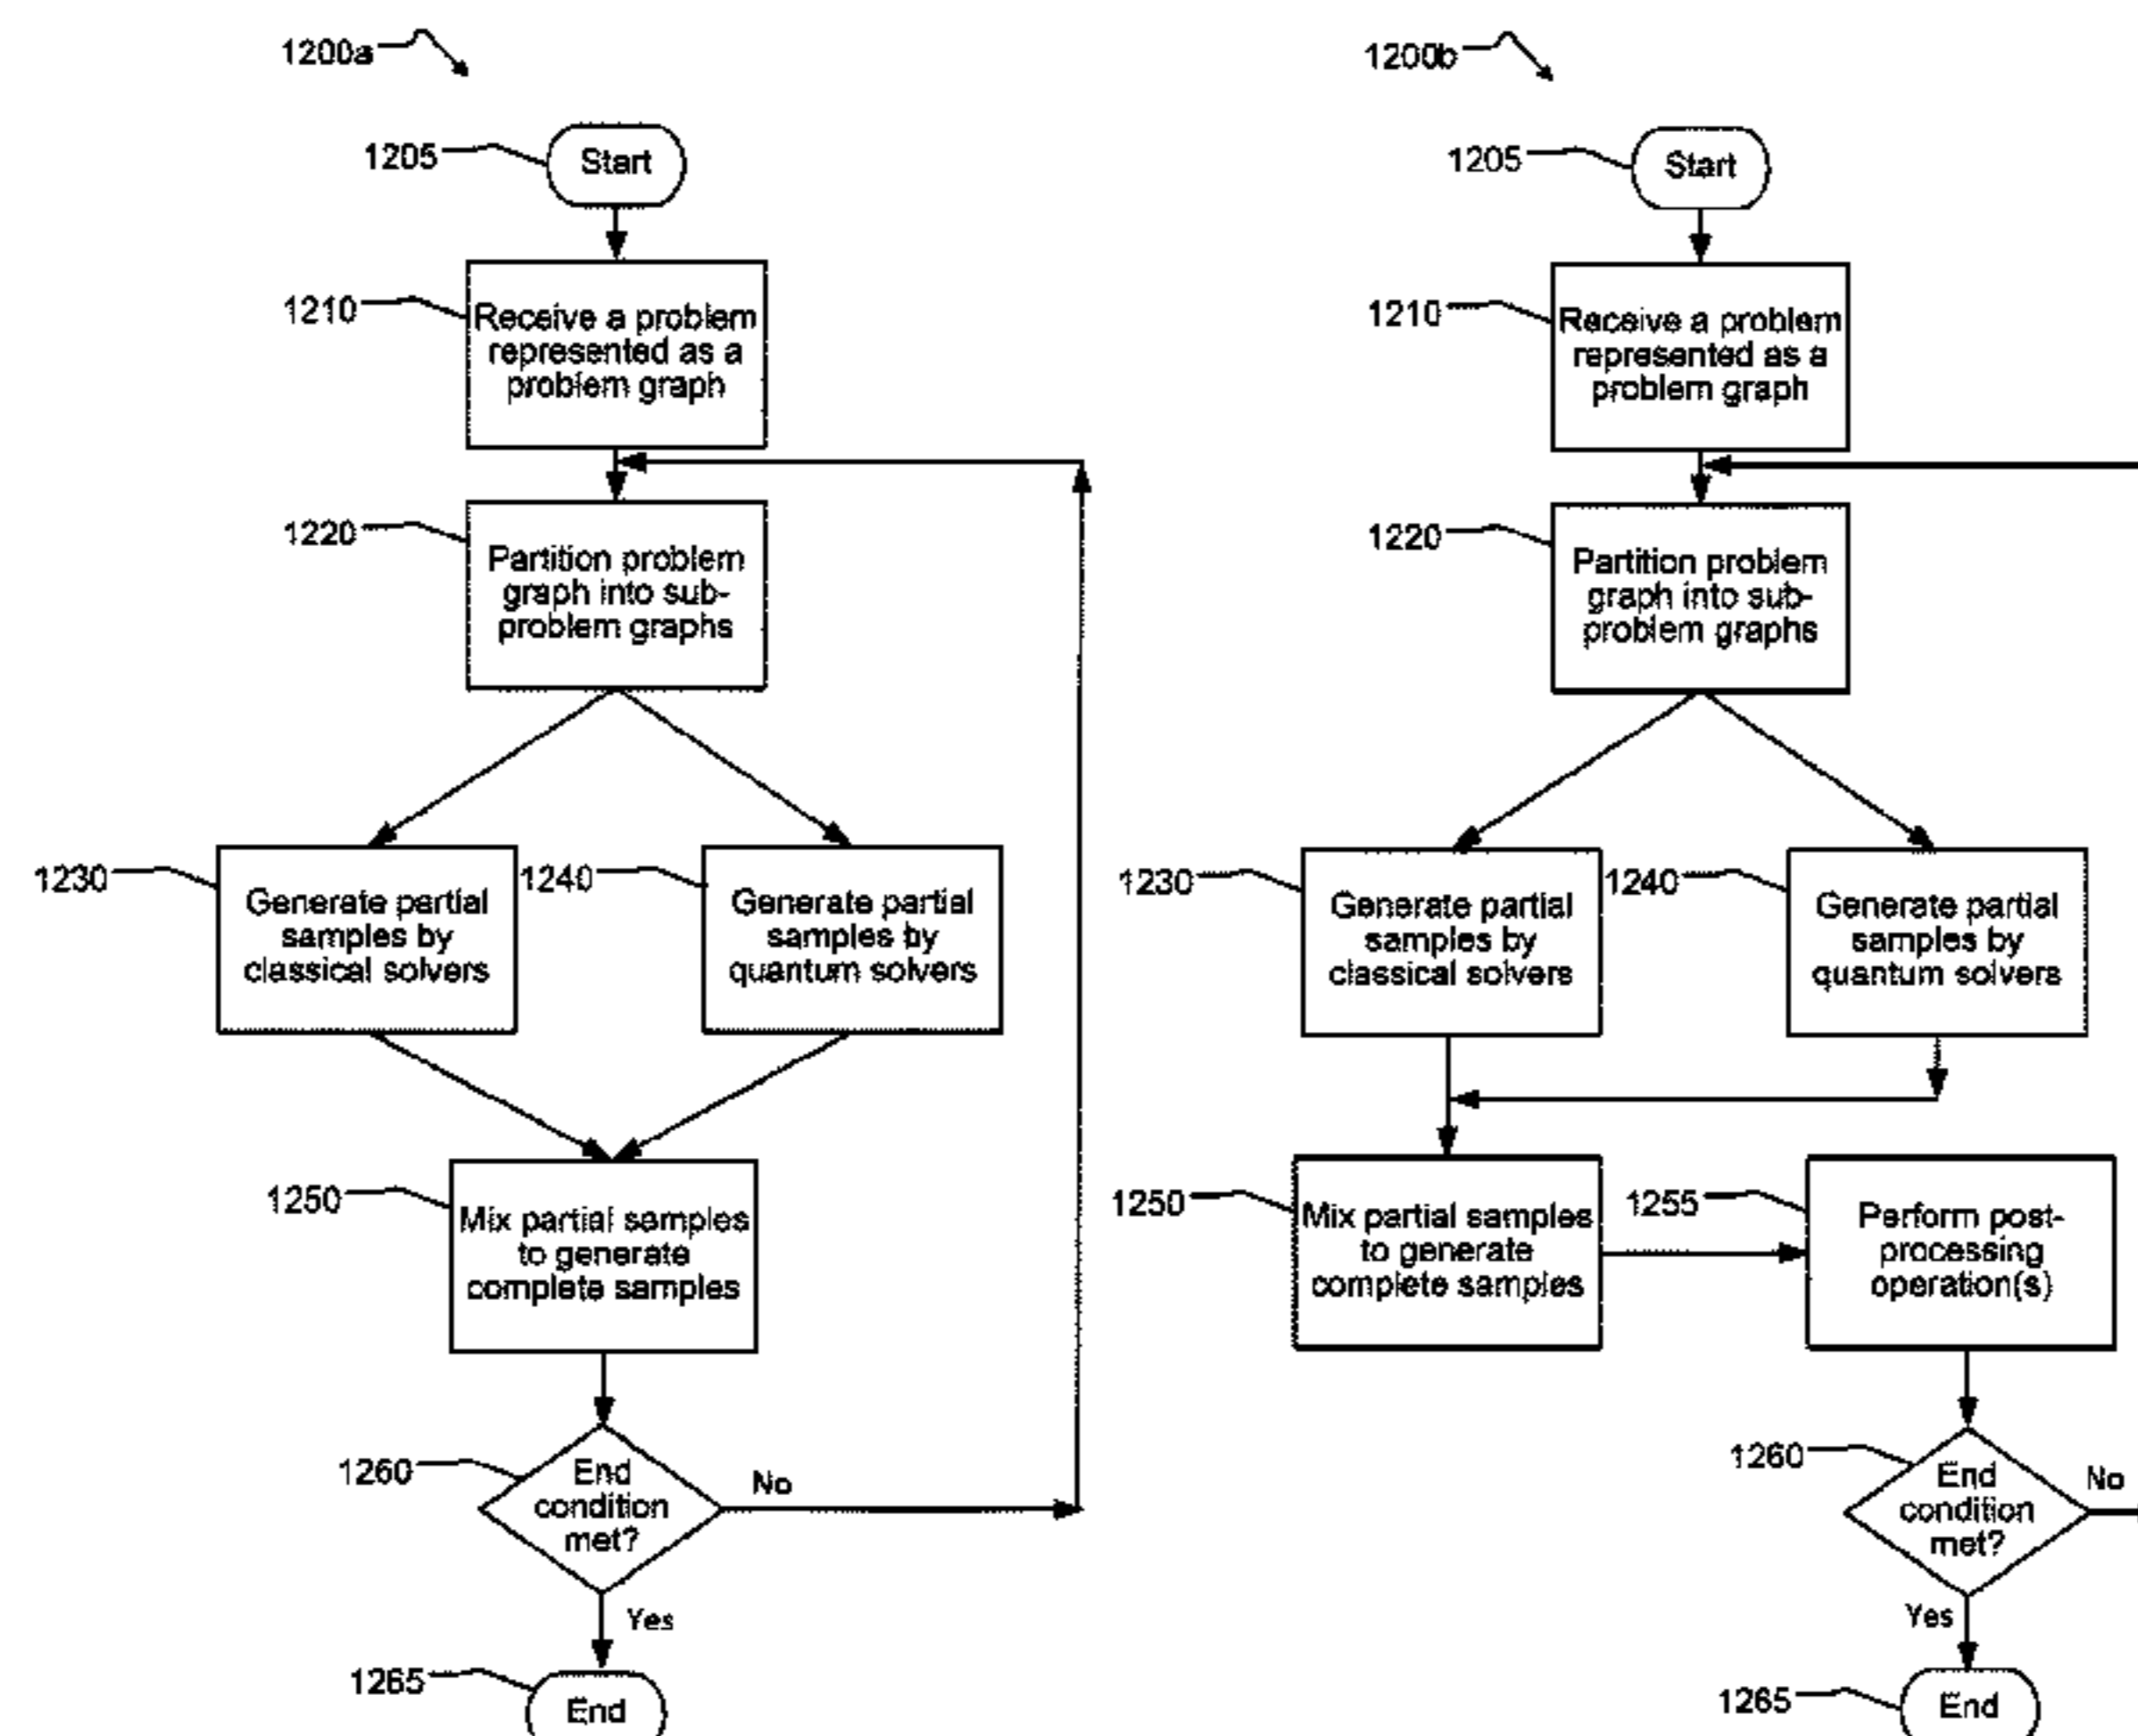 1200a
1205
Start
1210
Receive a problem
represented as a
problem graph
1220
Partition problem
graph into sub-
problem graphs
1230
Generate partial
samples by
classical solvers
1240
Generate partial
samples by
quantum solvers
1250
Mix partial samples
to generate
complete samples
1260
End
condition
met?
No
Yes
1265
End
1200b
1205
Start
1210
Receive a problem
represented as a
problem graph
1220
Partition problem
graph into sub-
problem graphs
1230
Generate partial
samples by
classical solvers
1240
Generate partial
samples by
quantum solvers
1250
Mix partial samples
to generate
complete samples
1255
Perform post-
processing
operation(s)
1260
End
condition
met?
No
Yes
1265
End